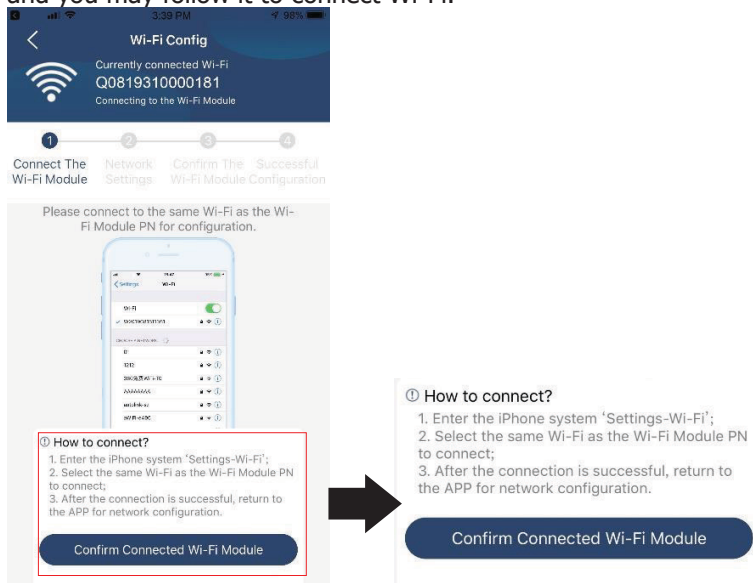 and you may follow it to connect Wi-Fi.
3:39 PM
98%
Wi-Fi Config
Currently connected Wi-Fi
Q0819310000181
Connecting to the Wi-Fi Module
1 2 3 4
Connect The Wi-Fi Module
Network Settings
Confirm The Wi-Fi Module
Successful Configuration
Please connect to the same Wi-Fi as the Wi-
Fi Module PN for configuration.
Settings
Wi-Fi
Wi-Fi
1212
AAAAAAAA
How to connect?
1. Enter the iPhone system ‘Settings-Wi-Fi’;
2. Select the same Wi-Fi as the Wi-Fi Module PN
to connect;
3. After the connection is successful, return to
the APP for network configuration.
Confirm Connected Wi-Fi Module
How to connect?
1. Enter the iPhone system ‘Settings-Wi-Fi’;
2. Select the same Wi-Fi as the Wi-Fi Module PN
to connect;
3. After the connection is successful, return to
the APP for network configuration.
Confirm Connected Wi-Fi Module